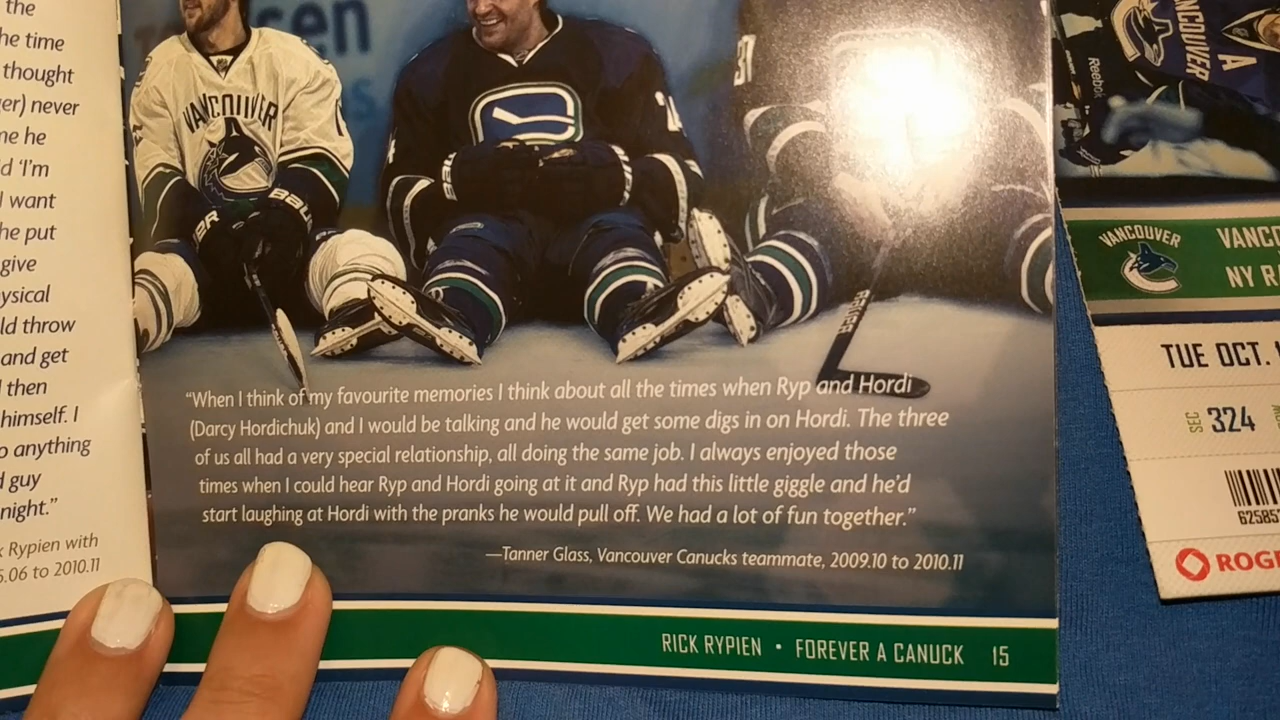 the
he time
thought
er) never
me he
d 'I'm
I want
he put
give
ysical
ld throw
and get
then
himself. I
o anything
d guy
night."
k Rypien with
5.06 to 2010.11
sen
VANCOUVER
BAU
37
"When I think of my favourite memories I think about all the times when Ryp and Hordi
(Darcy Hordichuk) and I would be talking and he would get some digs in on Hordi. The three
of us all had a very special relationship, all doing the same job. I always enjoyed those
times when I could hear Ryp and Hordi going at it and Ryp had this little giggle and he'd
start laughing at Hordi with the pranks he would pull off. We had a lot of fun together."
—Tanner Glass, Vancouver Canucks teammate, 2009.10 to 2010.11
RICK RYPIEN • FOREVER A CANUCK 15
VANCOUVER
A
Reebok
VANCOUVER
VANC
NY R
TUE OCT.
SEC 324
62585
ROGE